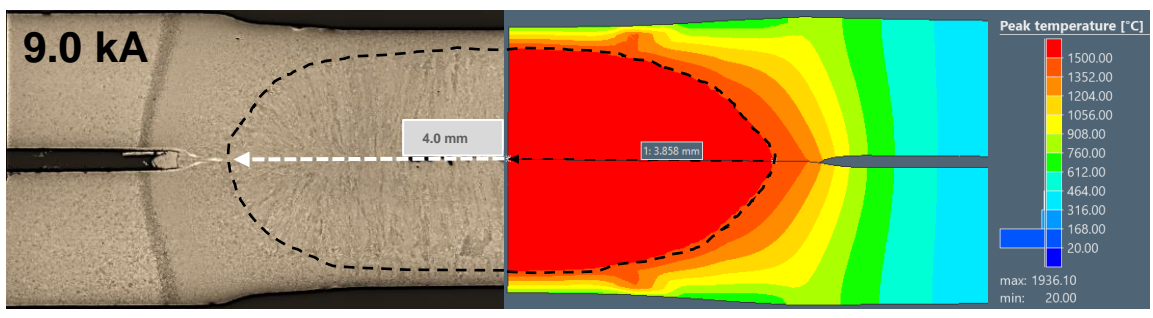 9.0 kA
4.0 mm
1: 3.858 mm
Peak temperature [°C]
1500.00
1352.00
1204.00
1056.00
908.00
760.00
612.00
464.00
316.00
168.00
20.00
max: 1936.10
min: 20.00